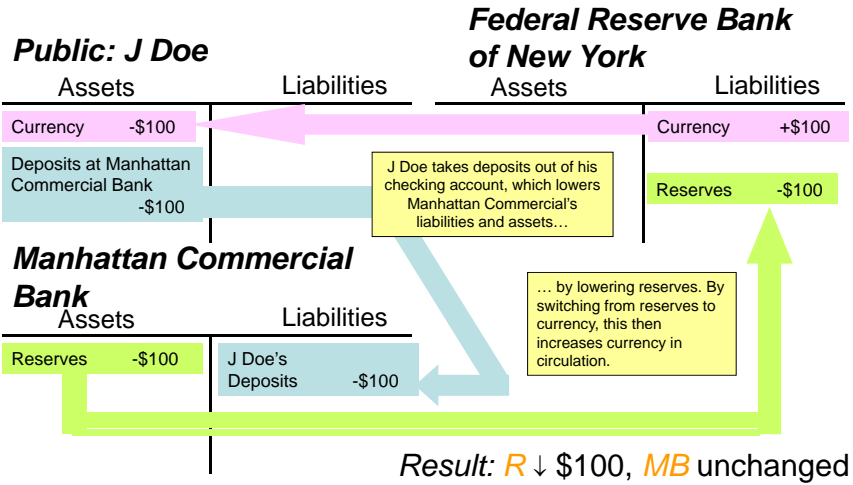 Public: J Doe
Assets Liabilities
Currency -$100
Deposits at Manhattan
Commercial Bank
-$100
Federal Reserve Bank
of New York
Assets Liabilities
Currency +$100
Reserves -$100
J Doe takes deposits out of his
checking account, which lowers
Manhattan Commercial's
liabilities and assets…
Manhattan Commercial
Bank
Assets Liabilities
Reserves -$100
J Doe's
Deposits -$100
… by lowering reserves. By
switching from reserves to
currency, this then
increases currency in
circulation.
Result: R ↓ $100, MB unchanged